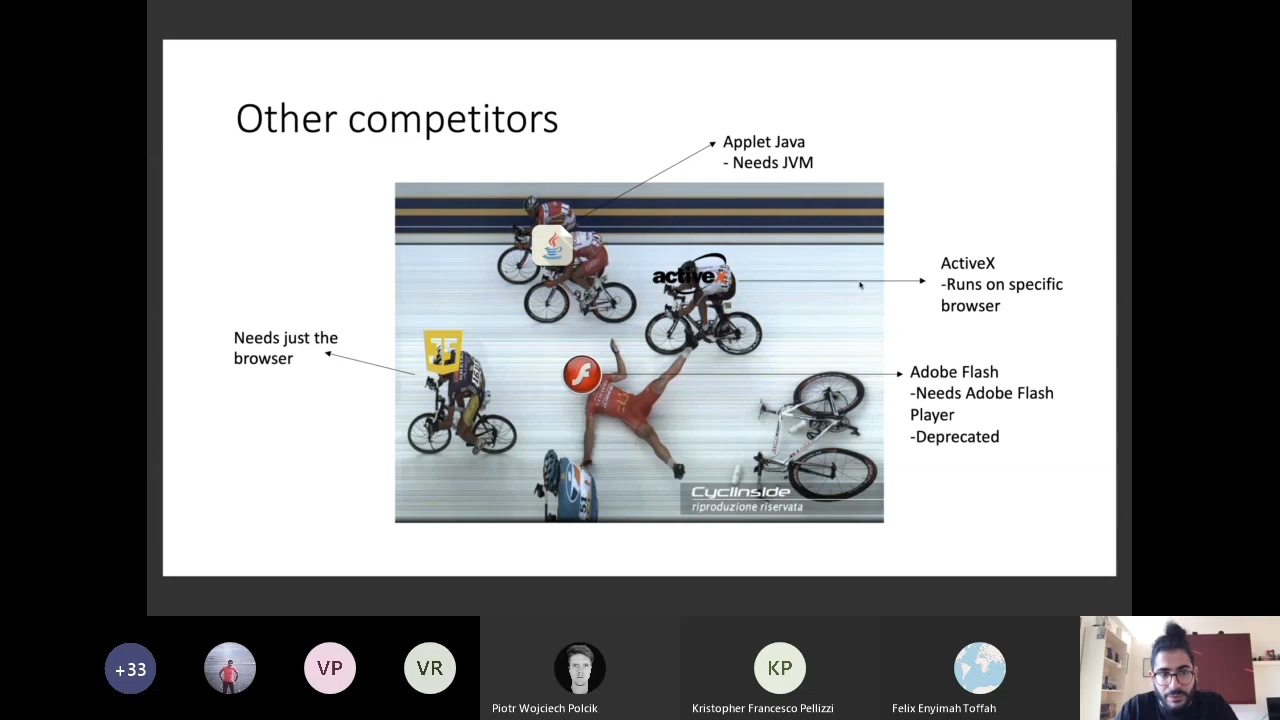 Other competitors
Applet Java
- Needs JVM
activeX
ActiveX
-Runs on specific
browser
Needs just the
browser
JS
Adobe Flash
-Needs Adobe Flash
Player
-Deprecated
Cyclinside
riproduzione riservata
+33
VP
VR
KP
Piotr Wojciech Polcik
Kristopher Francesco Pellizzi
Felix Enyimah Toffah